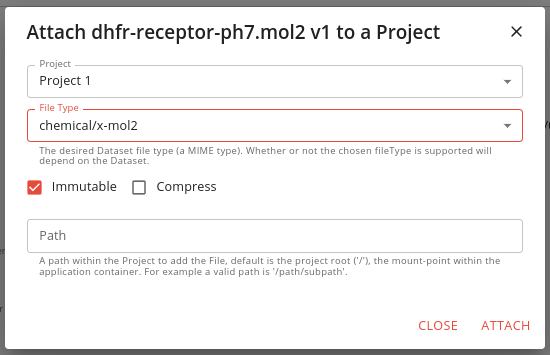 Attach dhfr-receptor-ph7.mol2 v1 to a Project
Project
Project 1
File Type
chemical/x-mol2
The desired Dataset file type (a MIME type). Whether or not the chosen fileType is supported will
depend on the Dataset.
Immutable
Compress
Path
A path within the Project to add the File, default is the project root ('/'), the mount-point within the
application container. For example a valid path is '/path/subpath'.
CLOSE
ATTACH